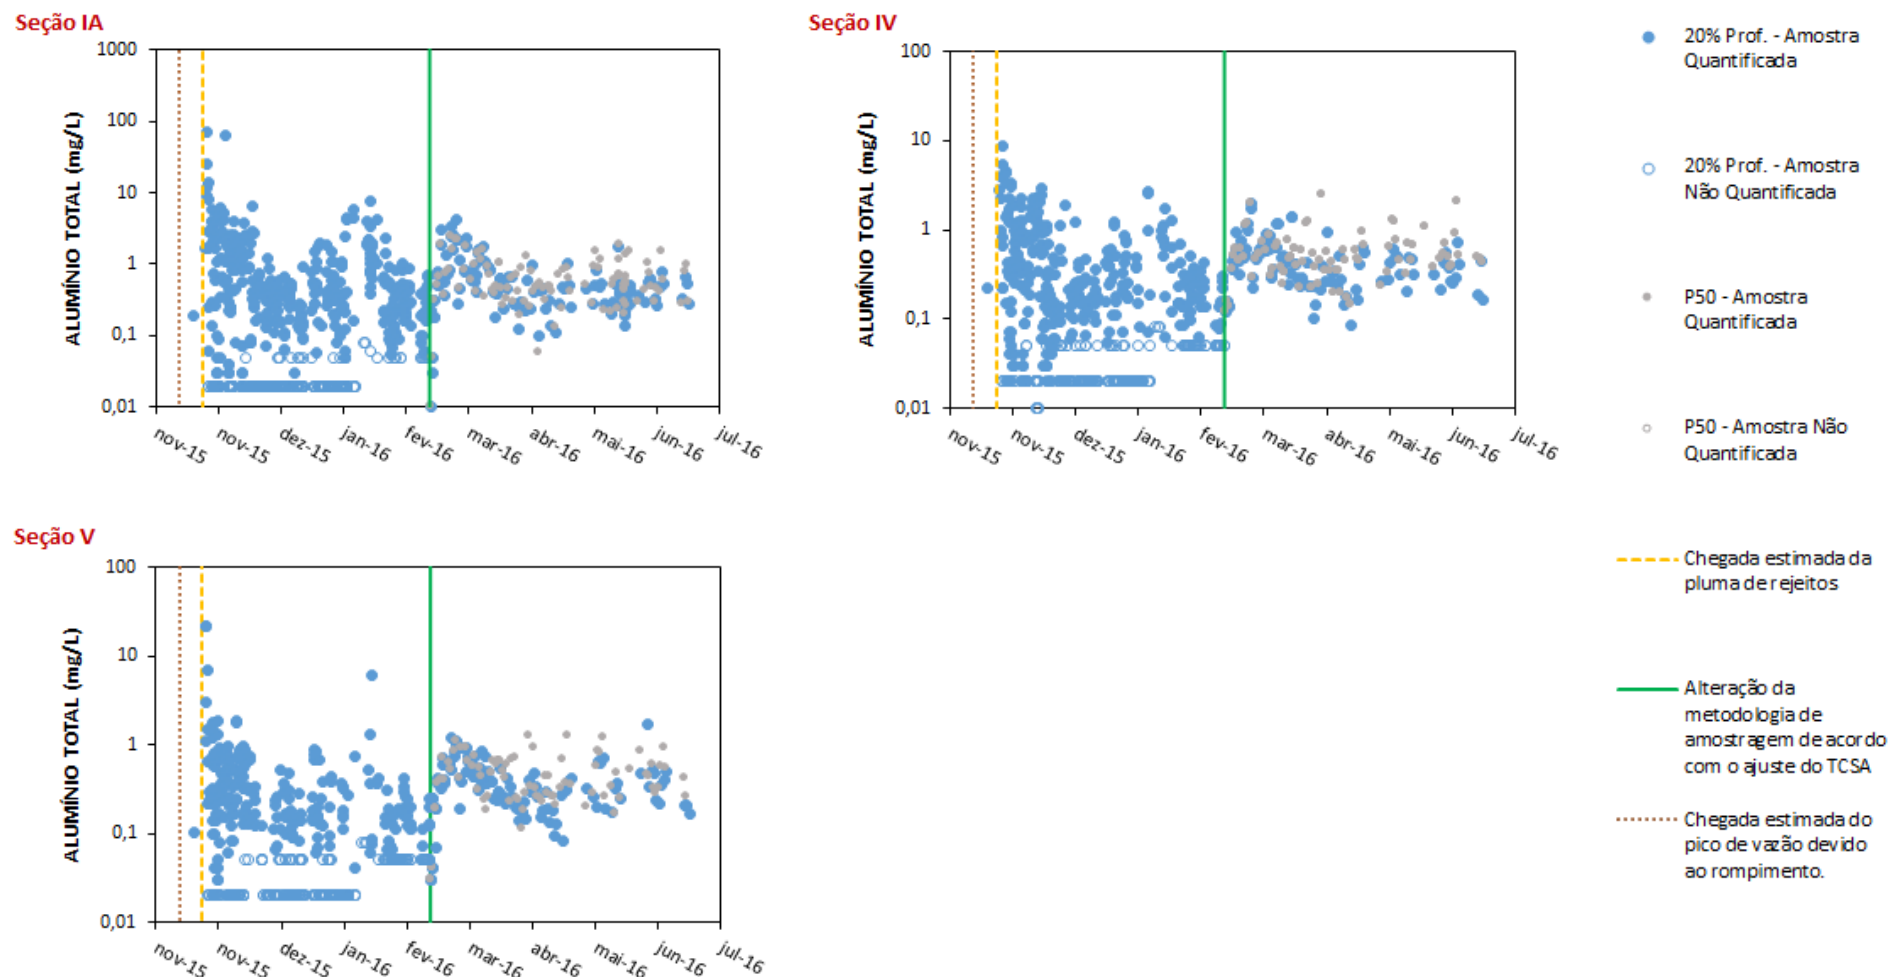 Seção IA
1000
100
10
1
0,1
0,01
ALUMÍNIO TOTAL (mg/L)
nov-15
nov-15
dez-15
jan-16
fev-16
mar-16
abr-16
mai-16
jun-16
jul-16
Seção IV
100
10
1
0,1
0,01
ALUMÍNIO TOTAL (mg/L)
nov-15
nov-15
dez-15
jan-16
fev-16
mar-16
abr-16
mai-16
jun-16
jul-16
Seção V
100
10
1
0,1
0,01
ALUMÍNIO TOTAL (mg/L)
nov-15
nov-15
dez-15
jan-16
fev-16
mar-16
abr-16
mai-16
jun-16
jul-16
20% Prof. - Amostra
Quantificada
20% Prof. - Amostra
Não Quantificada
P50 - Amostra
Quantificada
P50 - Amostra Não
Quantificada
Chegada estimada da
pluma de rejeitos
Alteração da
metodologia de
amostragem de acordo
com o ajuste do TCSA
Chegada estimada do
pico de vazão devido
ao rompimento.